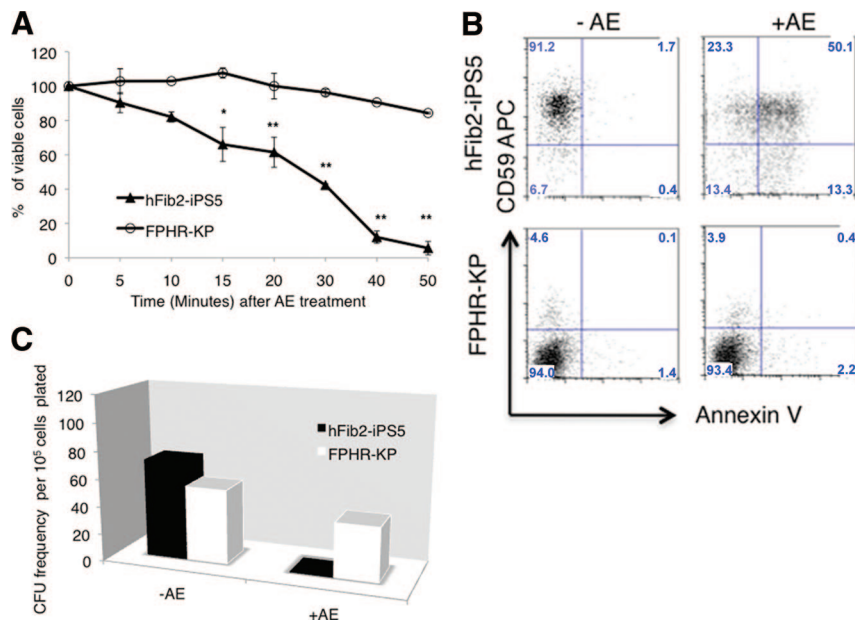 A
120
100
80
60
40
20
0
% of viable cells
*
**
**
**
**
hFib2-iPS5
FPHR-KP
0 5 10 15 20 30 40 50
Time (Minutes) after AE treatment
B
- AE +AE
hFib2-iPS5
CD59 APC
91.2 1.7
6.7 0.4
23.3 50.1
13.4 13.3
FPHR-KP
4.6 0.1
94.0 1.4
3.9 0.4
93.4 2.2
Annexin V
C
CFU frequency per 10⁵ cells plated
120
100
80
60
40
20
0
hFib2-iPS5
FPHR-KP
-AE
+AE